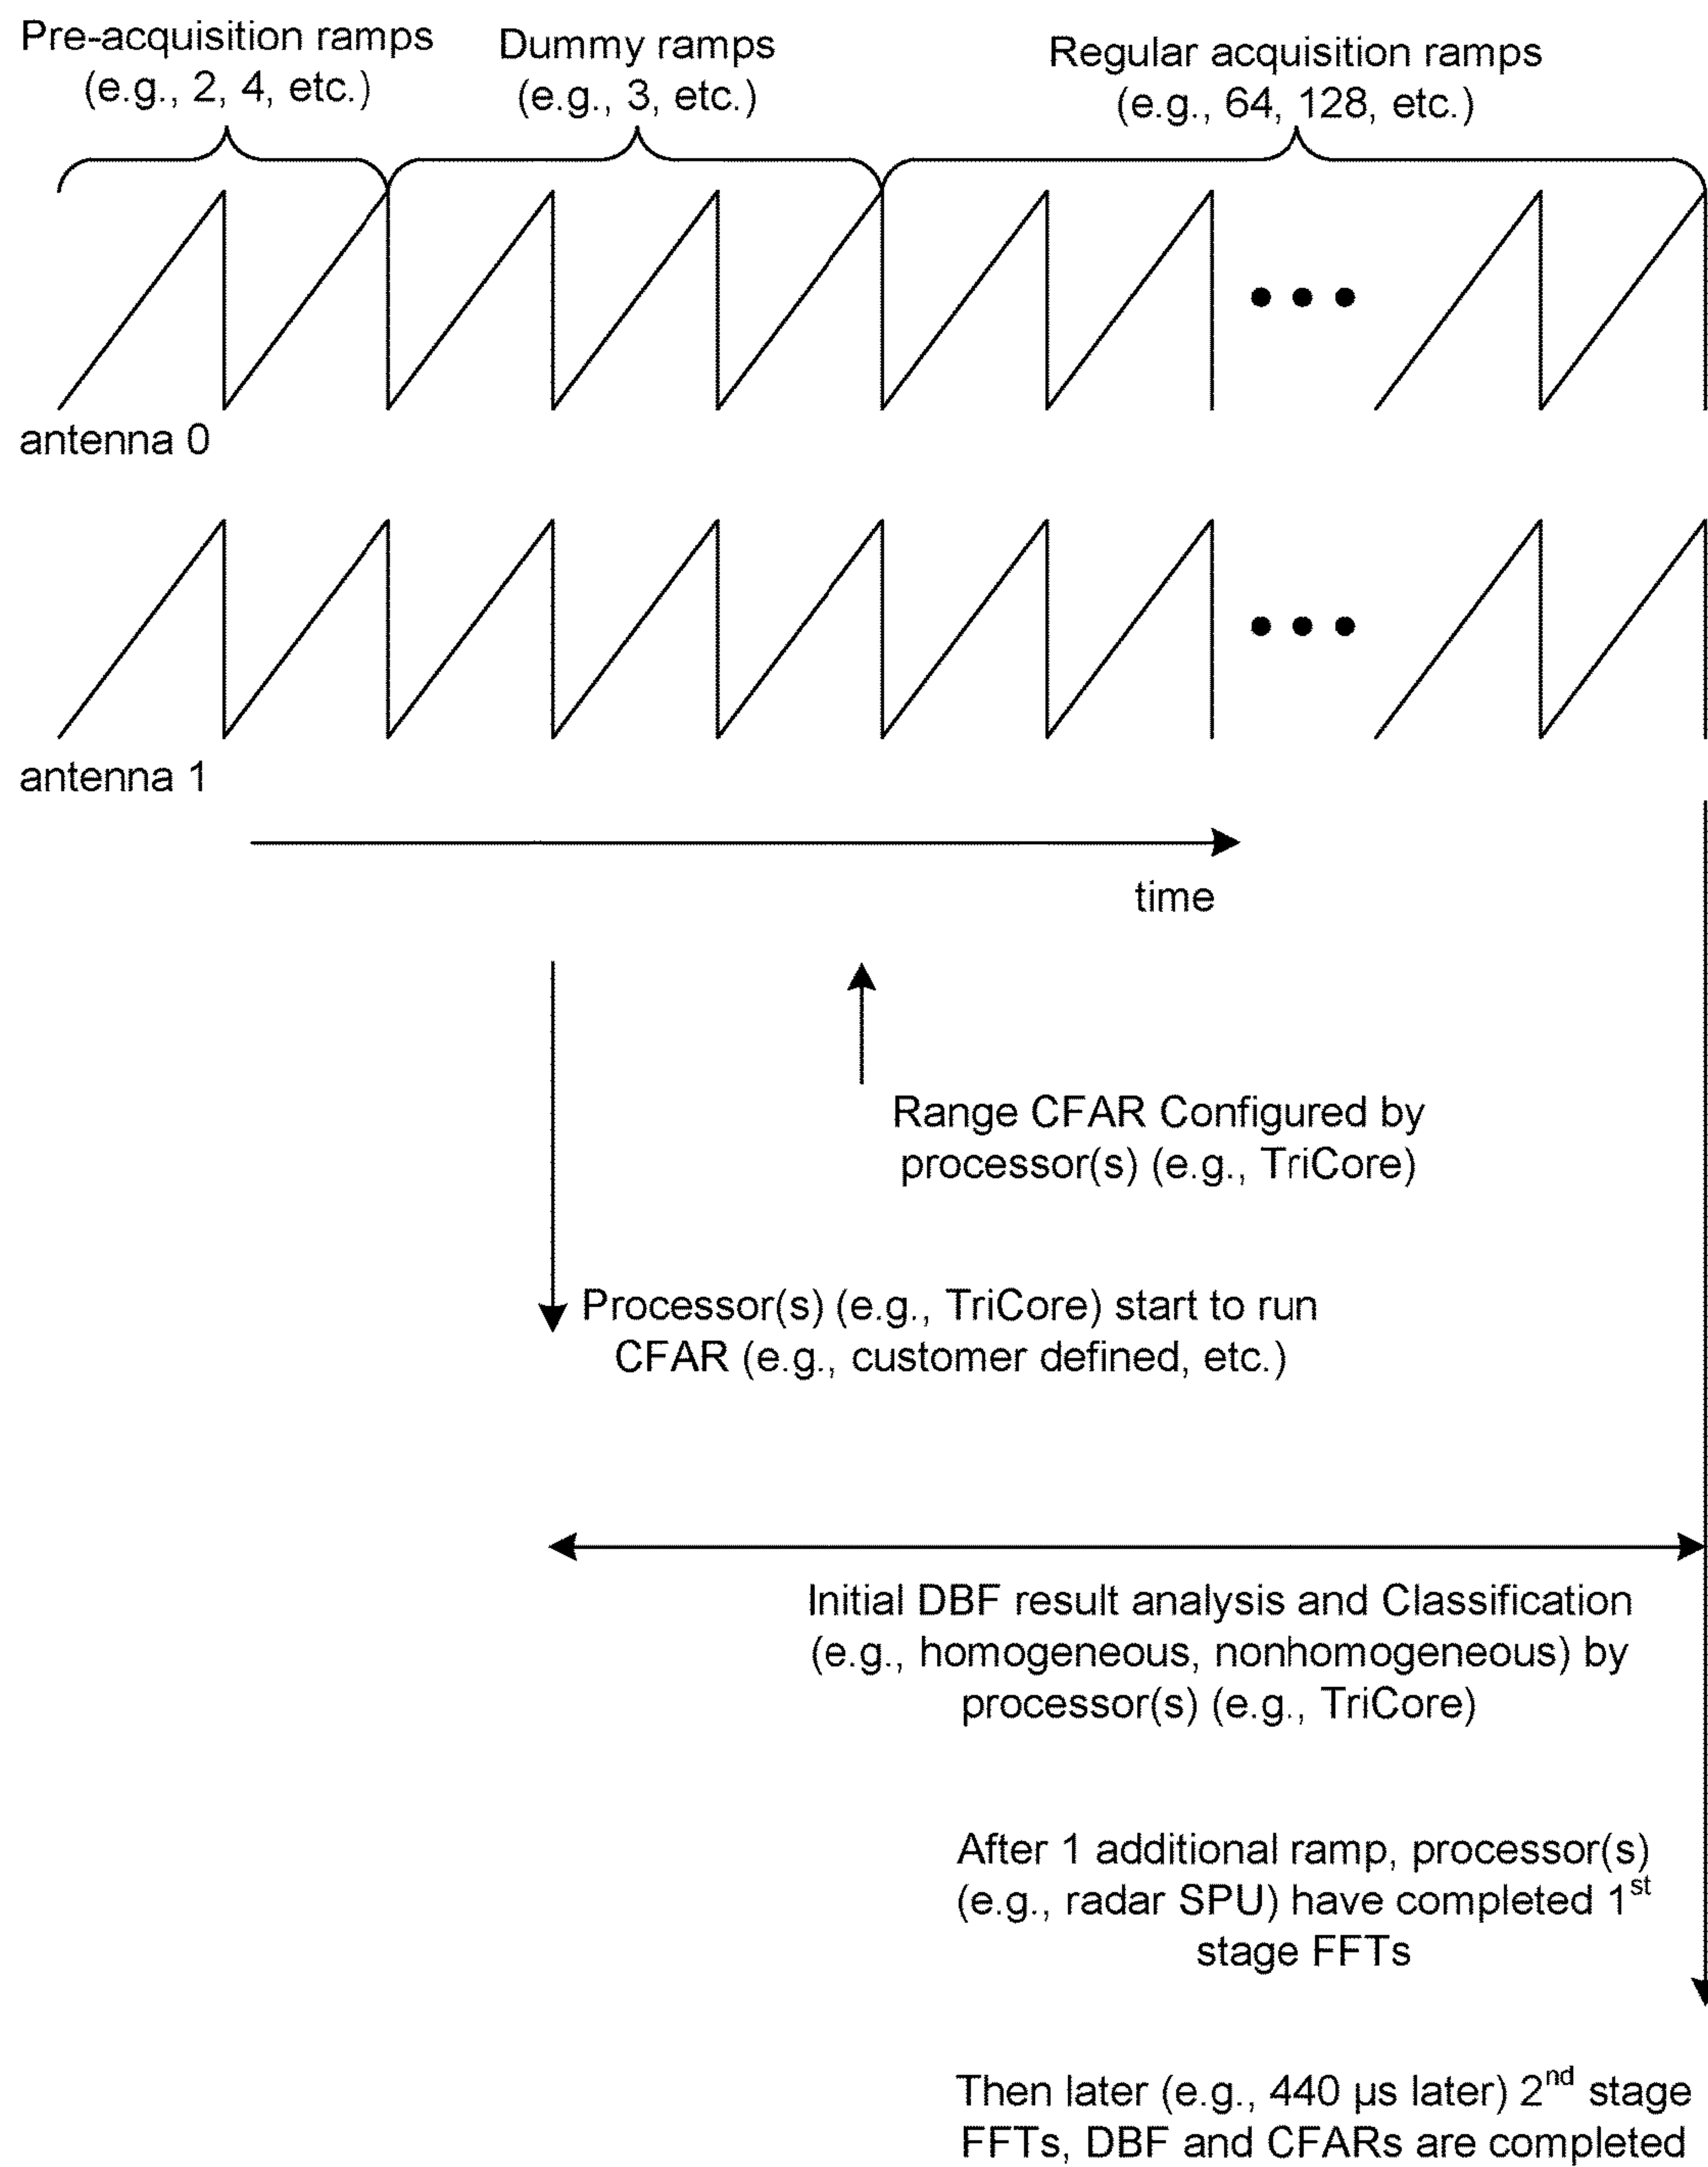 Pre-acquisition ramps
(e.g., 2, 4, etc.)
Dummy ramps
(e.g., 3, etc.)
Regular acquisition ramps
(e.g., 64, 128, etc.)
antenna 0
antenna 1
time
Range CFAR Configured by
processor(s) (e.g., TriCore)
Processor(s) (e.g., TriCore) start to run
CFAR (e.g., customer defined, etc.)
Initial DBF result analysis and Classification
(e.g., homogeneous, nonhomogeneous) by
processor(s) (e.g., TriCore)
After 1 additional ramp, processor(s)
(e.g., radar SPU) have completed 1st
stage FFTs
Then later (e.g., 440 µs later) 2nd stage
FFTs, DBF and CFARs are completed